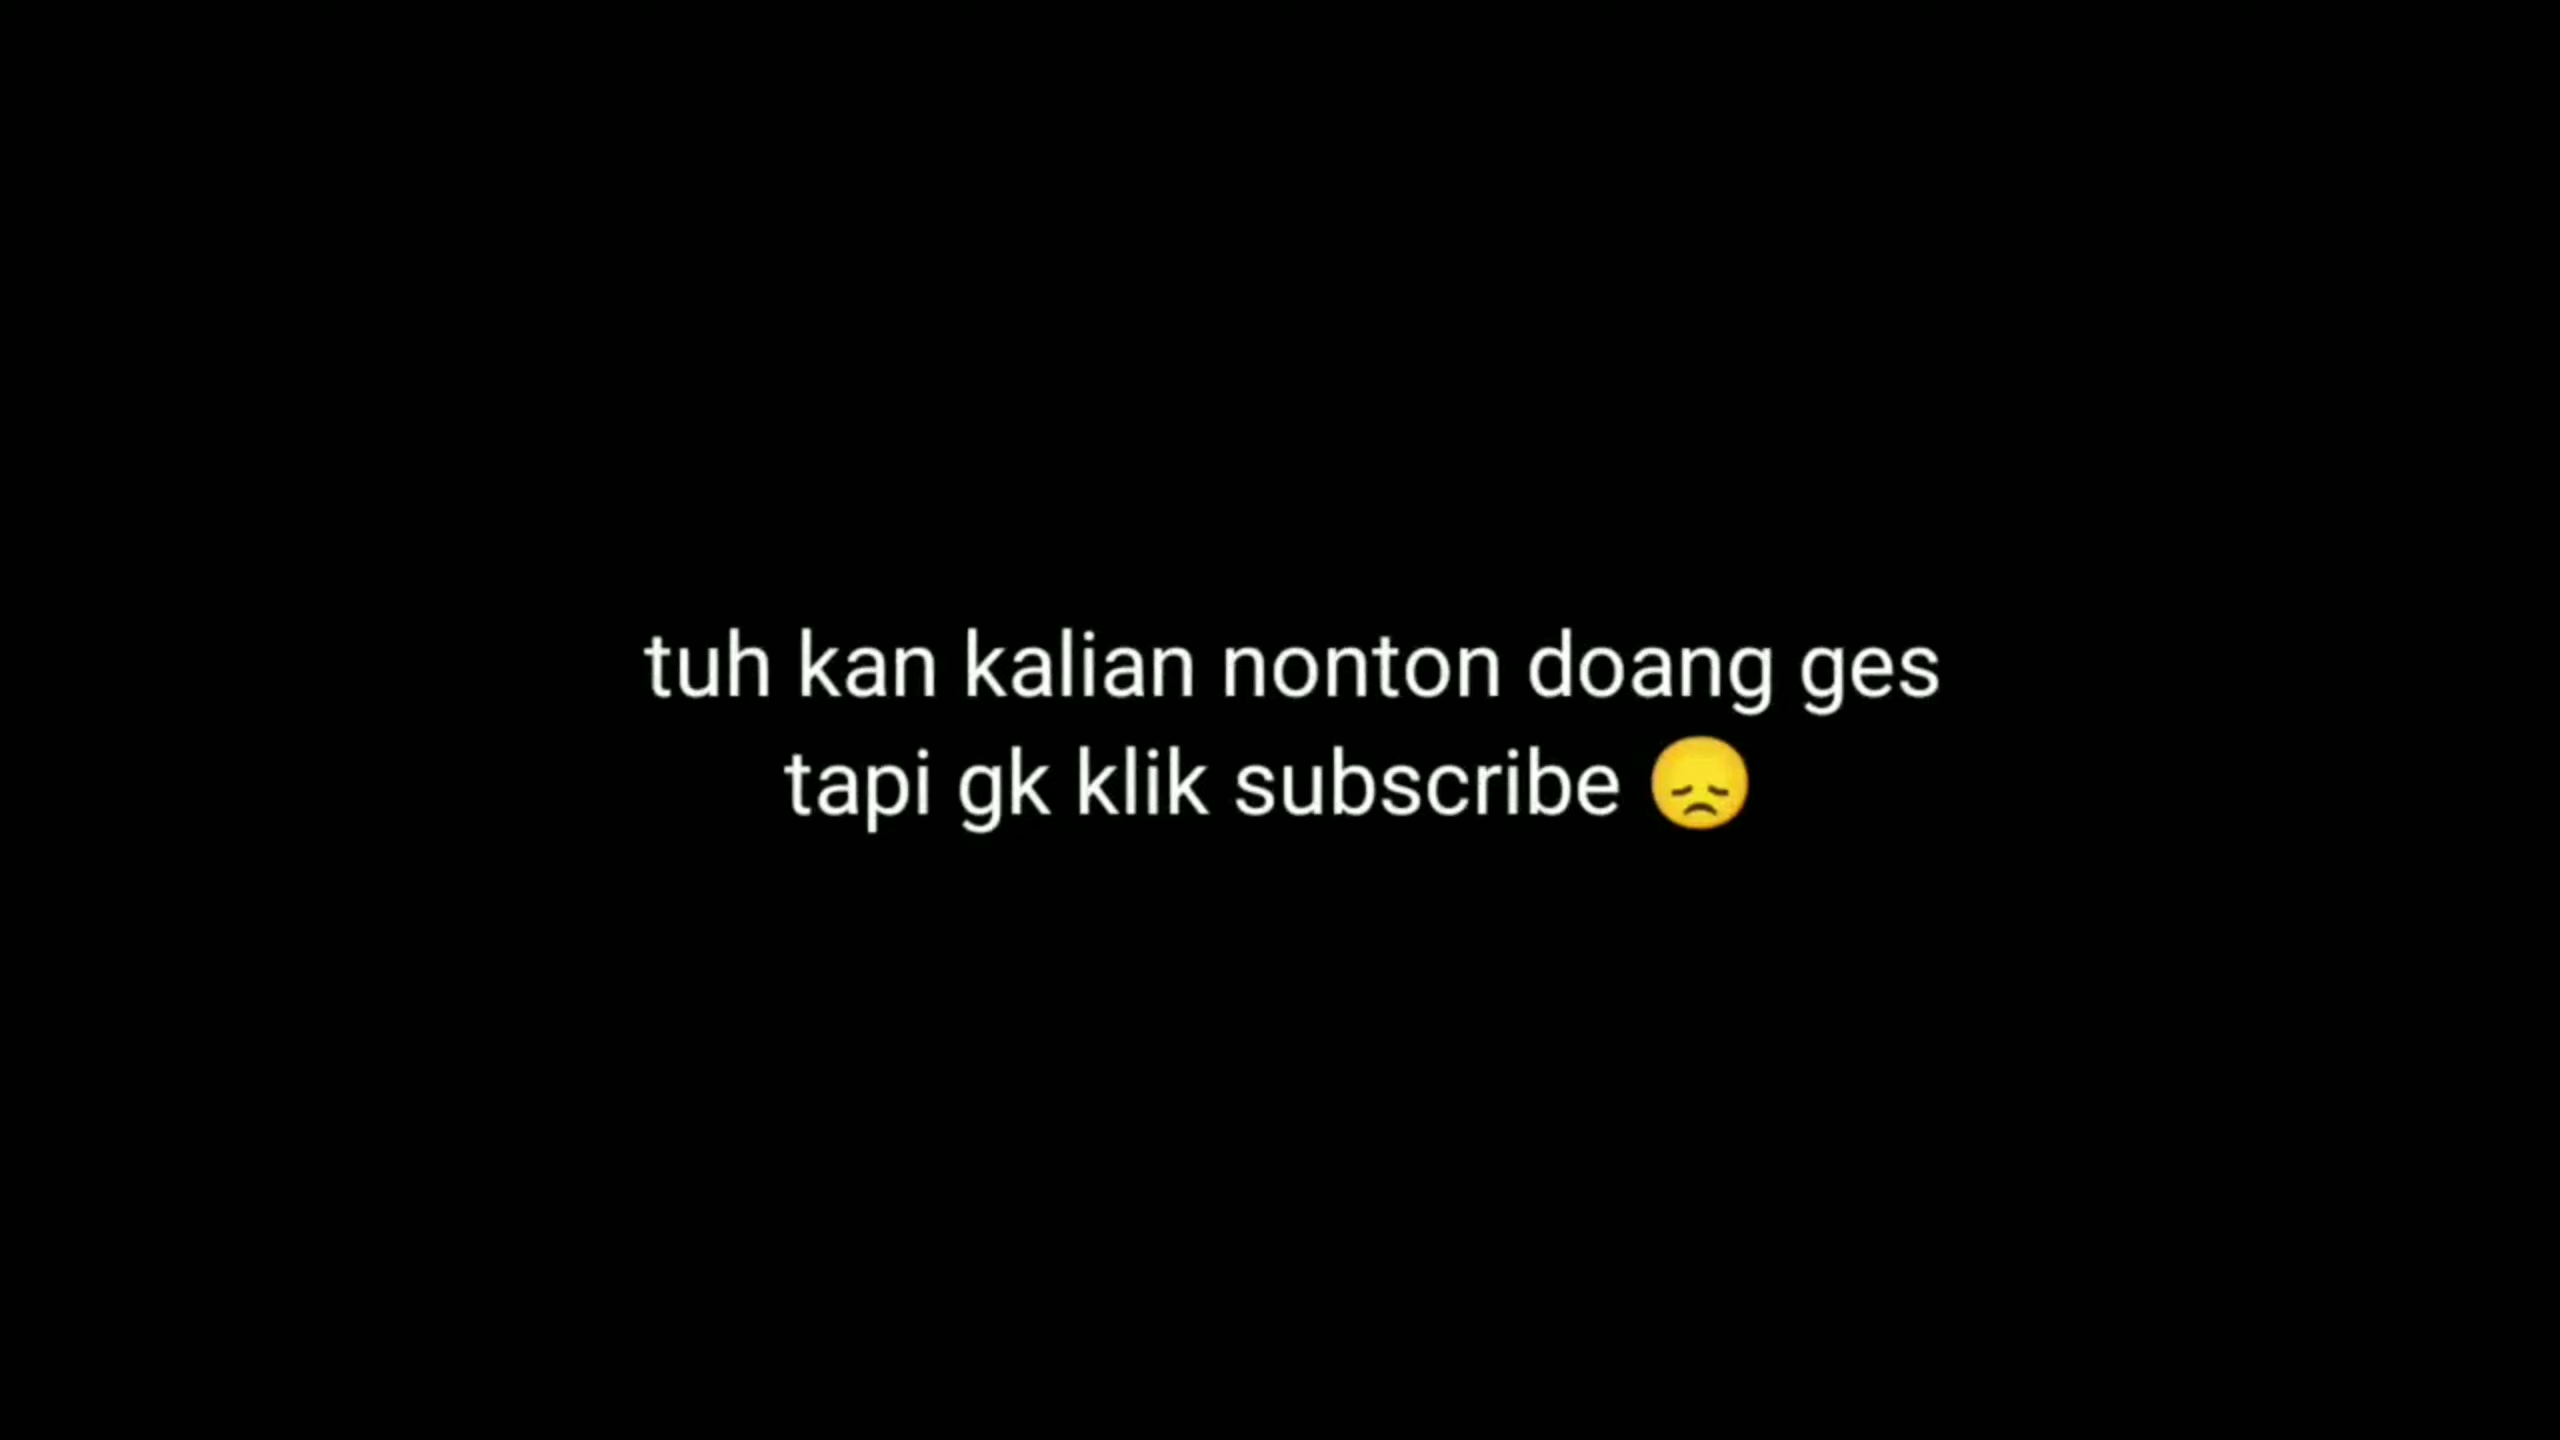 tuh kan kalian nonton doang ges
tapi gk klik subscribe 😞